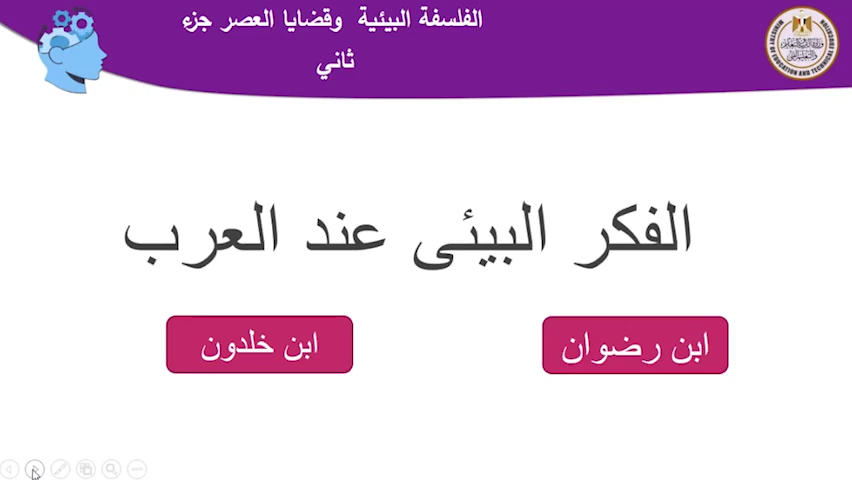 الفلسفة البيئية وقضايا العصر جزء
ثاني
الفكر البيئى عند العرب
ابن رضوان
ابن خلدون